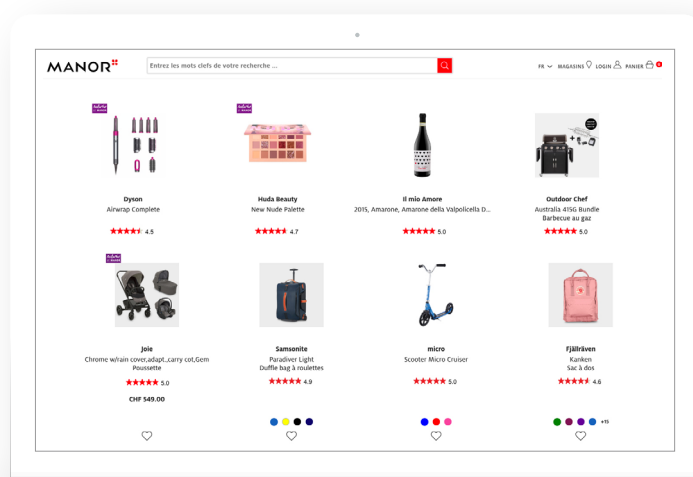 MANOR
Entrez les mots clefs de votre recherche ...
FR
MAGASINS
LOGIN
PANIER
0
Dyson
Airwrap Complete
4.5
Huda Beauty
New Nude Palette
4.7
Il mio Amore
2015, Amarone, Amarone della Valpolicella D...
5.0
Outdoor Chef
Australia 415G Bundle
Barbecue au gaz
5.0
Joie
Chrome w/rain cover,adapt.,carry cot,Gem
Poussette
5.0
CHF 549.00
Samsonite
Paradiver Light
Duffle bag à roulettes
4.9
micro
Scooter Micro Cruiser
5.0
Fjällräven
Kanken
Sac à dos
4.6
+15